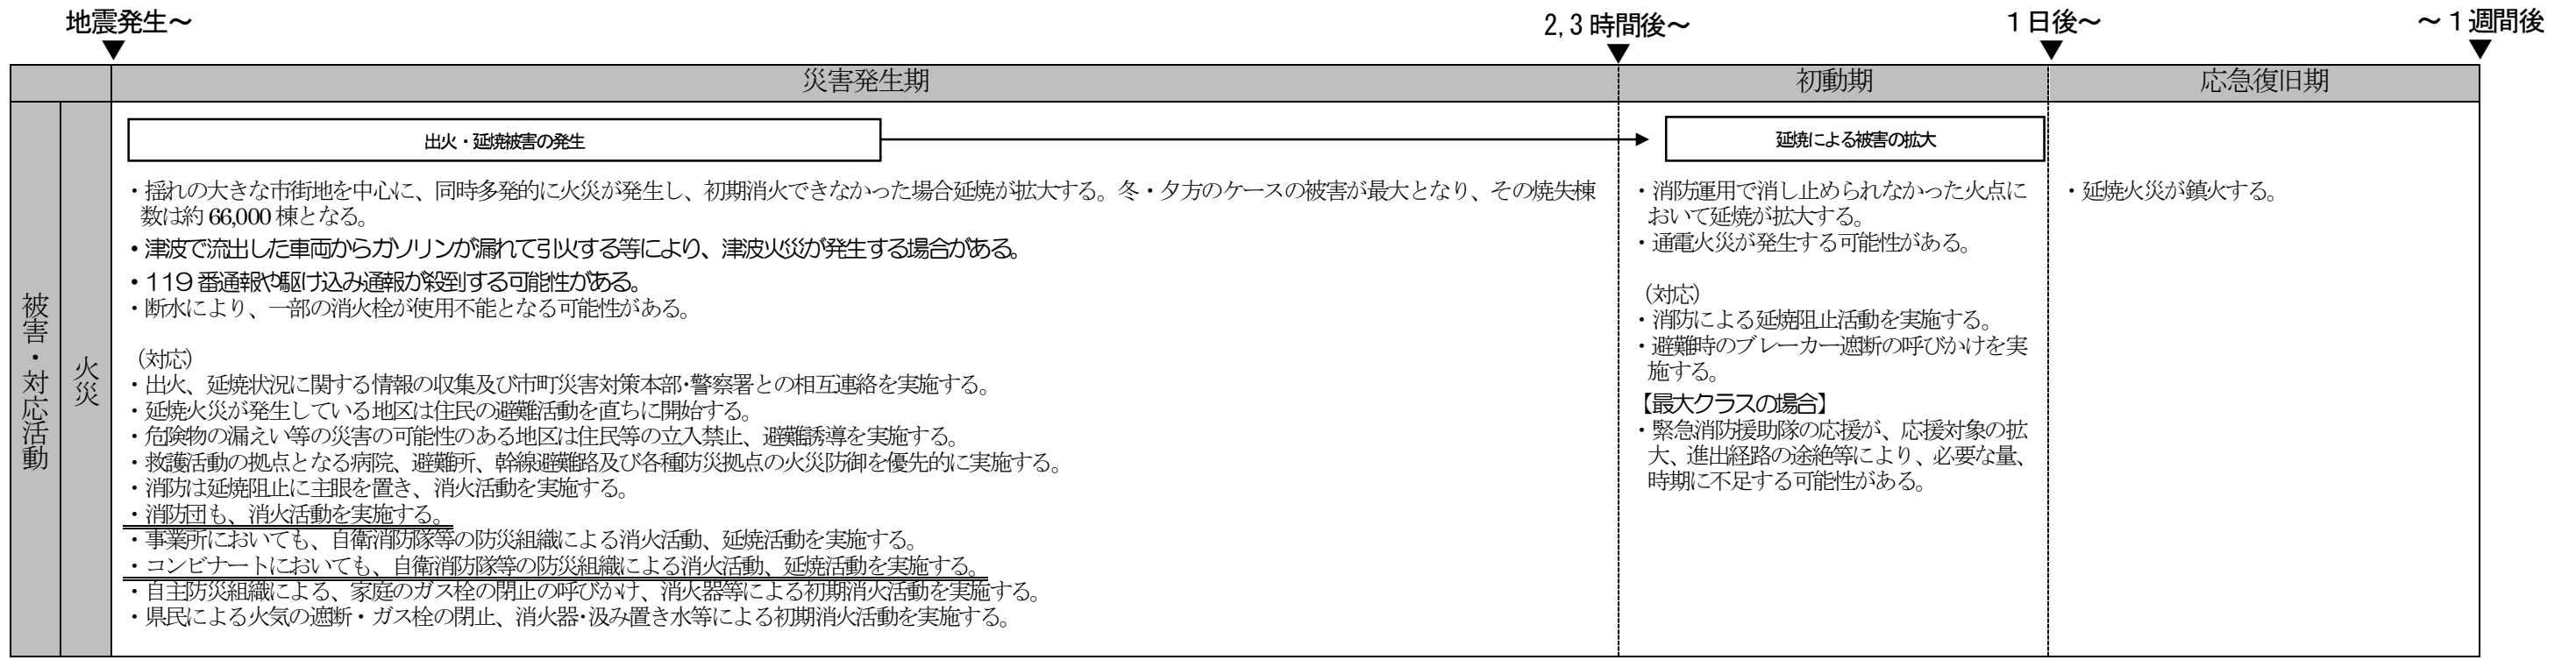 地震発生～
2,3時間後～
1日後～
～1週間後
災害発生期
初動期
応急復旧期
被害・対応活動
火災
出火・延焼被害の発生
・揺れの大きな市街地を中心に、同時多発的に火災が発生し、初期消火できなかった場合延焼が拡大する。冬・夕方のケースの被害が最大となり、その焼失棟
数は約 66,000 棟となる。
・津波で流出した車両からガソリンが漏れて引火する等により、津波火災が発生する場合がある。
・119 番通報や駆け込み通報が殺到する可能性がある。
・断水により、一部の消火栓が使用不能となる可能性がある。
（対応）
・出火、延焼状況に関する情報の収集及び市町災害対策本部･警察署との相互連絡を実施する。
・延焼火災が発生している地区は住民の避難活動を直ちに開始する。
・危険物の漏えい等の災害の可能性のある地区は住民等の立入禁止、避難誘導を実施する。
・救護活動の拠点となる病院、避難所、幹線避難路及び各種防災拠点の火災防御を優先的に実施する。
・消防は延焼阻止に主眼を置き、消火活動を実施する。
・消防団も、消火活動を実施する。
・事業所においても、自衛消防隊等の防災組織による消火活動、延焼活動を実施する。
・コンビナートにおいても、自衛消防隊等の防災組織による消火活動、延焼活動を実施する。
・自主防災組織による、家庭のガス栓の閉止の呼びかけ、消火器等による初期消火活動を実施する。
・県民による火気の遮断・ガス栓の閉止、消火器･汲み置き水等による初期消火活動を実施する。
延焼による被害の拡大
・消防運用で消し止められなかった火点に
おいて延焼が拡大する。
・通電火災が発生する可能性がある。
（対応）
・消防による延焼阻止活動を実施する。
・避難時のブレーカー遮断の呼びかけを実
施する。
【最大クラスの場合】
・緊急消防援助隊の応援が、応援対象の拡
大、進出経路の途絶等により、必要な量、
時期に不足する可能性がある。
・延焼火災が鎮火する。